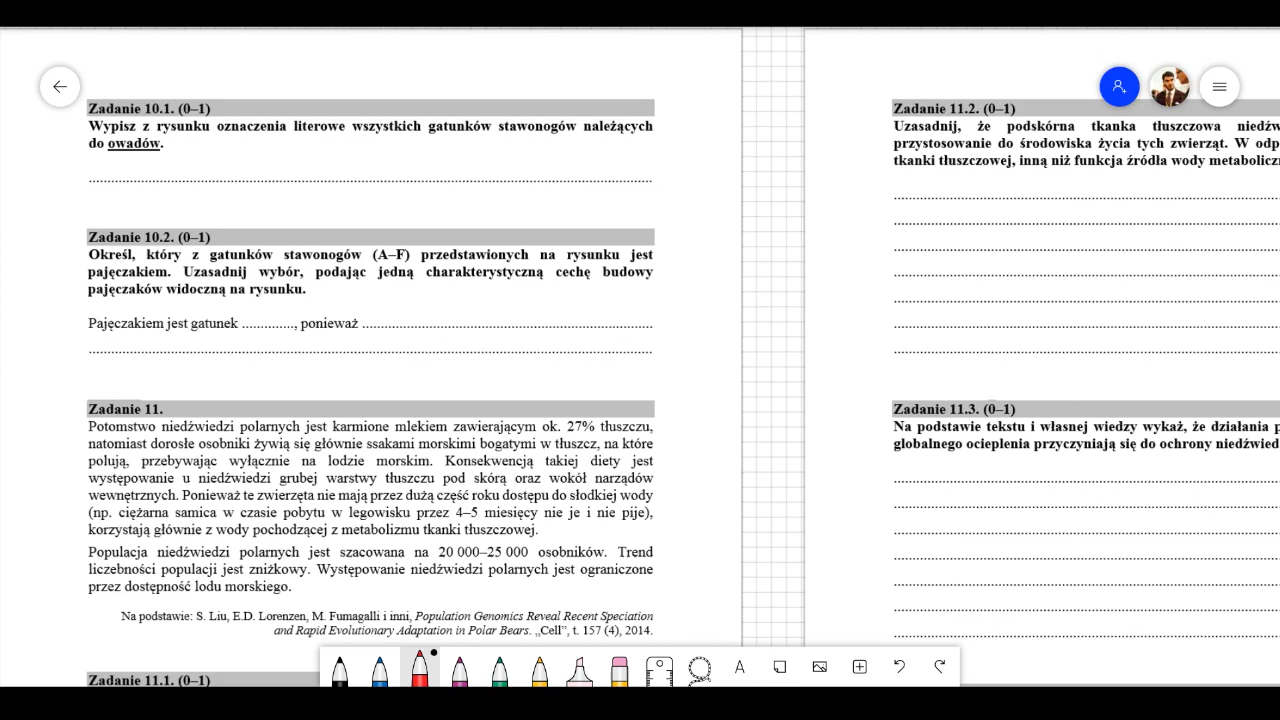 Zadanie 10.1. (0–1)
Wypisz z rysunku oznaczenia literowe wszystkich gatunków stawonogów należących
do owadów.
....................................................................................................................................................
Zadanie 10.2. (0–1)
Określ, który z gatunków stawonogów (A–F) przedstawionych na rysunku jest
pajęczakiem. Uzasadnij wybór, podając jedną charakterystyczną cechę budowy
pajęczaków widoczną na rysunku.
Pajęczakiem jest gatunek .............., ponieważ .............................................................................
....................................................................................................................................................
Zadanie 11.
Potomstwo niedźwiedzi polarnych jest karmione mlekiem zawierającym ok. 27% tłuszczu,
natomiast dorosłe osobniki żywią się głównie ssakami morskimi bogatymi w tłuszcz, na które
polują, przebywając wyłącznie na lodzie morskim. Konsekwencją takiej diety jest
występowanie u niedźwiedzi grubej warstwy tłuszczu pod skórą oraz wokół narządów
wewnętrznych. Ponieważ te zwierzęta nie mają przez dużą część roku dostępu do słodkiej wody
(np. ciężarna samica w czasie pobytu w legowisku przez 4–5 miesięcy nie je i nie pije),
korzystają głównie z wody pochodzącej z metabolizmu tkanki tłuszczowej.
Populacja niedźwiedzi polarnych jest szacowana na 20 000–25 000 osobników. Trend
liczebności populacji jest zniżkowy. Występowanie niedźwiedzi polarnych jest ograniczone
przez dostępność lodu morskiego.
Na podstawie: S. Liu, E.D. Lorenzen, M. Fumagalli i inni, Population Genomics Reveal Recent Speciation
and Rapid Evolutionary Adaptation in Polar Bears. „Cell”, t. 157 (4), 2014.
Zadanie 11.1. (0–1)
Zadanie 11.2. (0–1)
Uzasadnij, że podskórna tkanka tłuszczowa
przystosowanie do środowiska życia tych zwierząt. W
tkanki tłuszczowej, inną niż funkcja źródła wody
Zadanie 11.3. (0–1)
Na podstawie tekstu i własnej wiedzy wykaż, że działania
globalnego ocieplenia przyczyniają się do ochrony
A